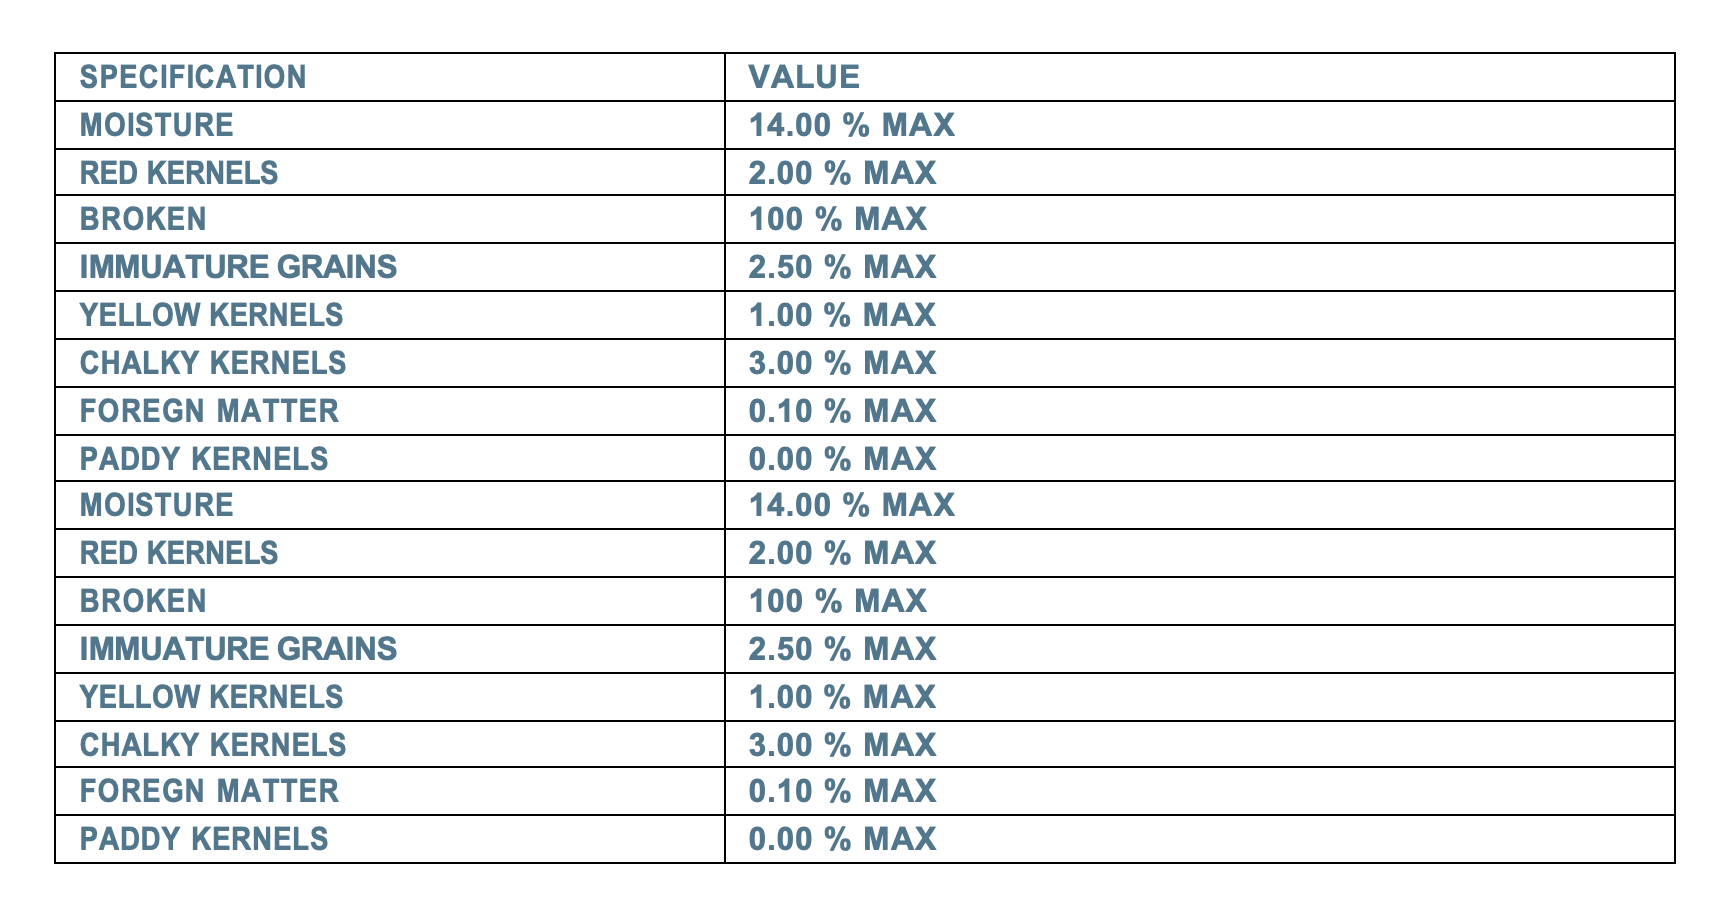 SPECIFICATION VALUE
MOISTURE 14.00 % MAX
RED KERNELS 2.00 % MAX
BROKEN 100 % MAX
IMMUATURE GRAINS 2.50 % MAX
YELLOW KERNELS 1.00 % MAX
CHALKY KERNELS 3.00 % MAX
FOREGN MATTER 0.10 % MAX
PADDY KERNELS 0.00 % MAX
MOISTURE 14.00 % MAX
RED KERNELS 2.00 % MAX
BROKEN 100 % MAX
IMMUATURE GRAINS 2.50 % MAX
YELLOW KERNELS 1.00 % MAX
CHALKY KERNELS 3.00 % MAX
FOREGN MATTER 0.10 % MAX
PADDY KERNELS 0.00 % MAX